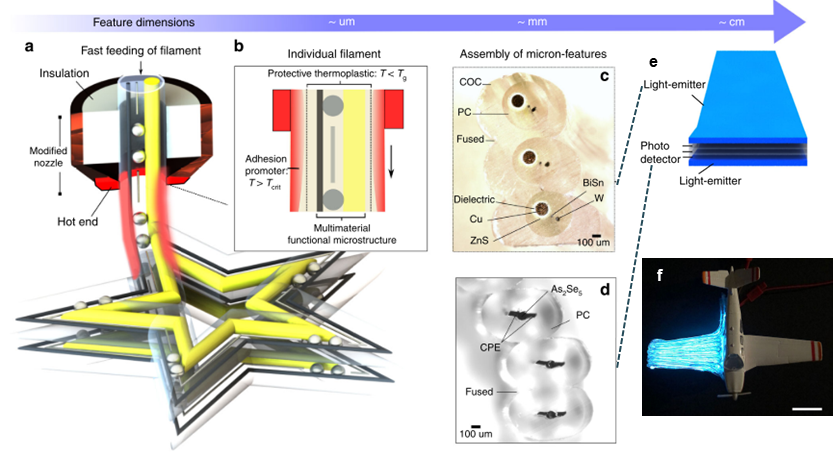 Feature dimensions
~ um
~ mm
~ cm
a
Fast feeding of filament
Insulation
Modified
nozzle
Hot end
b
Individual filament
Protective thermoplastic: T < Tg
Adhesion
promoter:
T > Tcrit
Multimaterial
functional microstructure
Assembly of micron-features
c
COC
PC
Fused
Dielectric
Cu
ZnS
BiSn
W
100 um
d
As2Se5
PC
CPE
Fused
100 um
e
Light-emitter
Photo
detector
Light-emitter
f